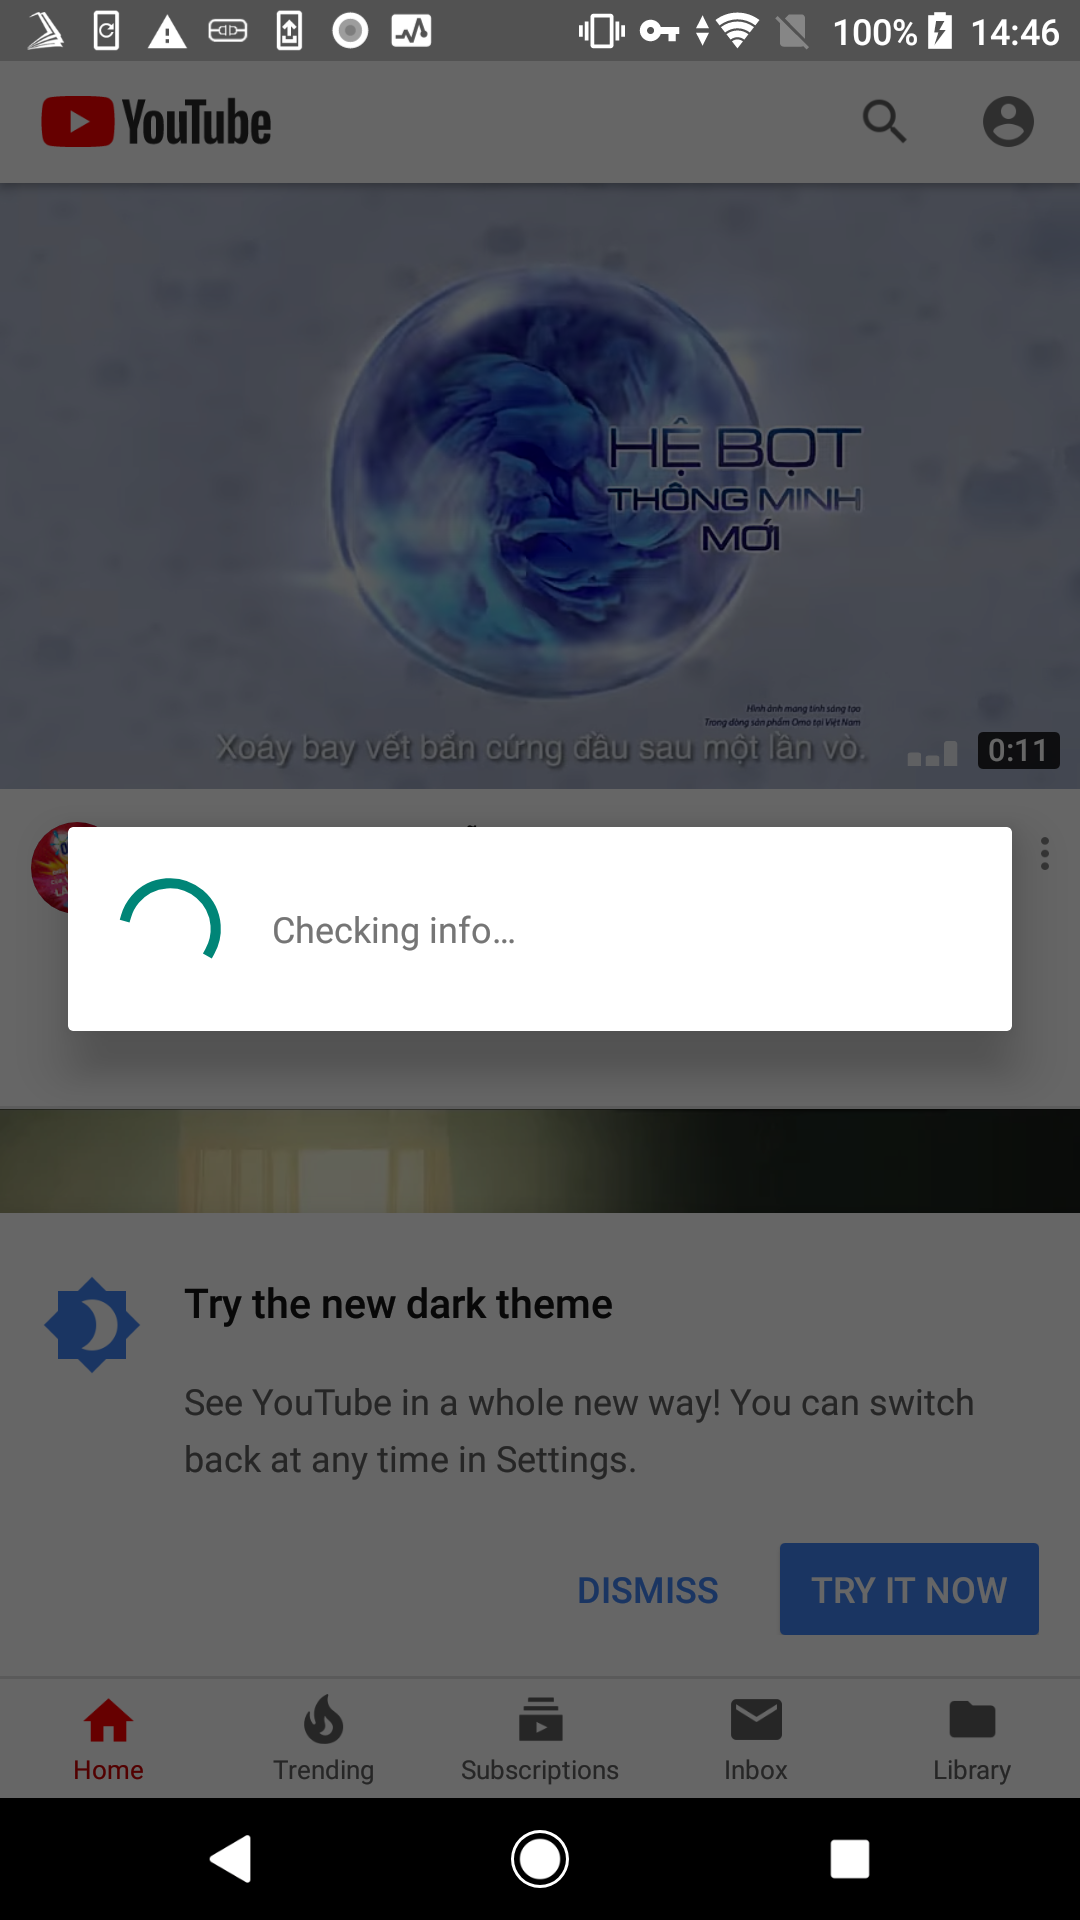 100% 14:46
YouTube
HỆ BỌT
THÔNG MINH
MỚI
Hình ảnh mang tính sáng tạo
Trong dòng sản phẩm Omo tại Việt Nam
Xoáy bay vết bẩn cứng đầu sau một lần vò.
0:11
Checking info…
Try the new dark theme
See YouTube in a whole new way! You can switch
back at any time in Settings.
DISMISS
TRY IT NOW
Home
Trending
Subscriptions
Inbox
Library